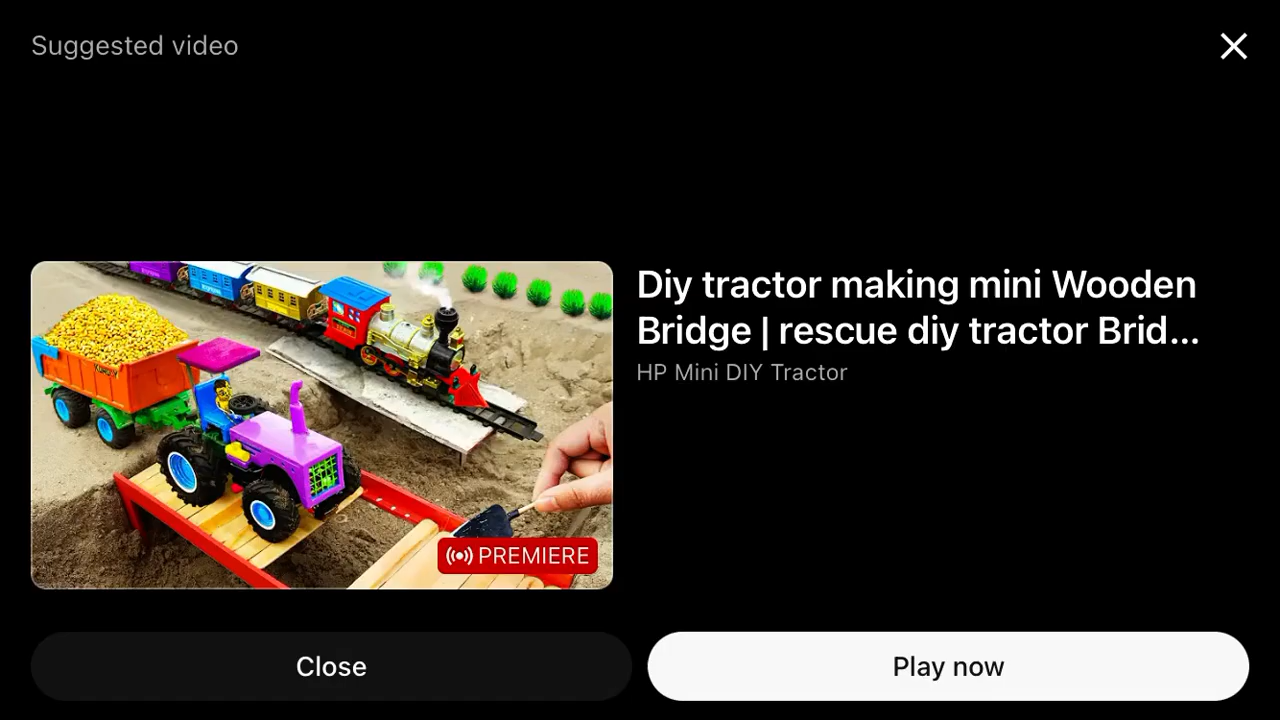 Suggested video
Diy tractor making mini Wooden
Bridge | rescue diy tractor Brid...
HP Mini DIY Tractor
PREMIERE
Close
Play now